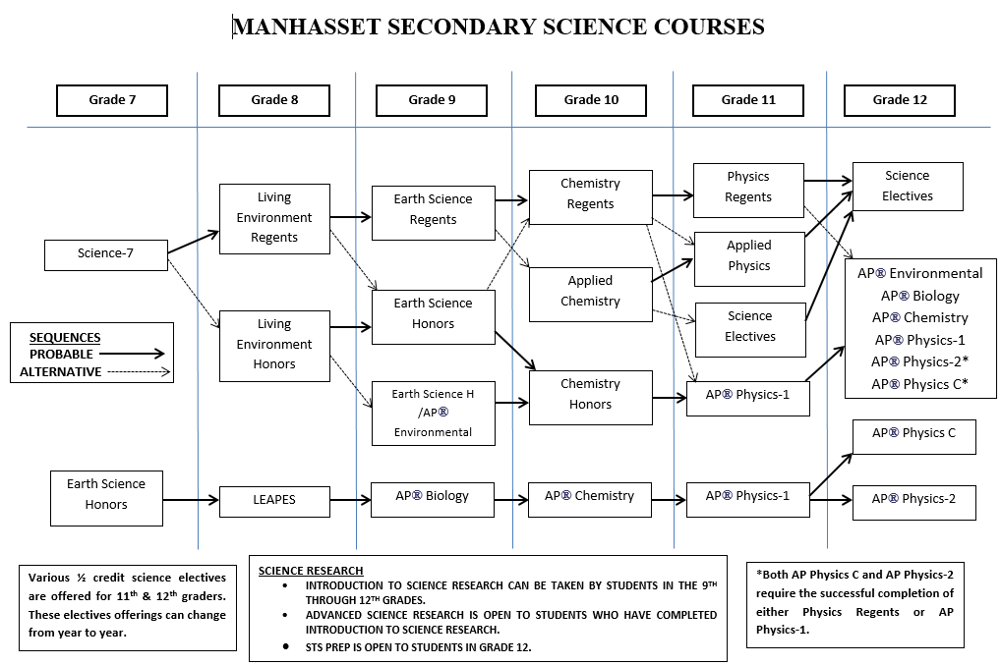 MANHASSET SECONDARY SCIENCE COURSES
Grade 7
Grade 8
Grade 9
Grade 10
Grade 11
Grade 12
Science-7
Living
Environment
Regents
Earth Science
Regents
Chemistry
Regents
Physics
Regents
Science
Electives
Applied
Physics
Applied
Chemistry
Living
Environment
Honors
Earth Science
Honors
Science
Electives
AP® Environmental
AP® Biology
AP® Chemistry
AP® Physics-1
AP® Physics-2*
AP® Physics C*
SEQUENCES
PROBABLE
ALTERNATIVE
Earth Science H
/AP®
Environmental
Chemistry
Honors
AP® Physics-1
AP® Physics C
Earth Science
Honors
LEAPES
AP® Biology
AP® Chemistry
AP® Physics-1
AP® Physics-2
Various ½ credit science electives
are offered for 11th & 12th graders.
These electives offerings can change
from year to year.
SCIENCE RESEARCH
• INTRODUCTION TO SCIENCE RESEARCH CAN BE TAKEN BY STUDENTS IN THE 9TH
THROUGH 12TH GRADES.
• ADVANCED SCIENCE RESEARCH IS OPEN TO STUDENTS WHO HAVE COMPLETED
INTRODUCTION TO SCIENCE RESEARCH.
• STS PREP IS OPEN TO STUDENTS IN GRADE 12.
*Both AP Physics C and AP Physics-2
require the successful completion of
either Physics Regents or AP
Physics-1.